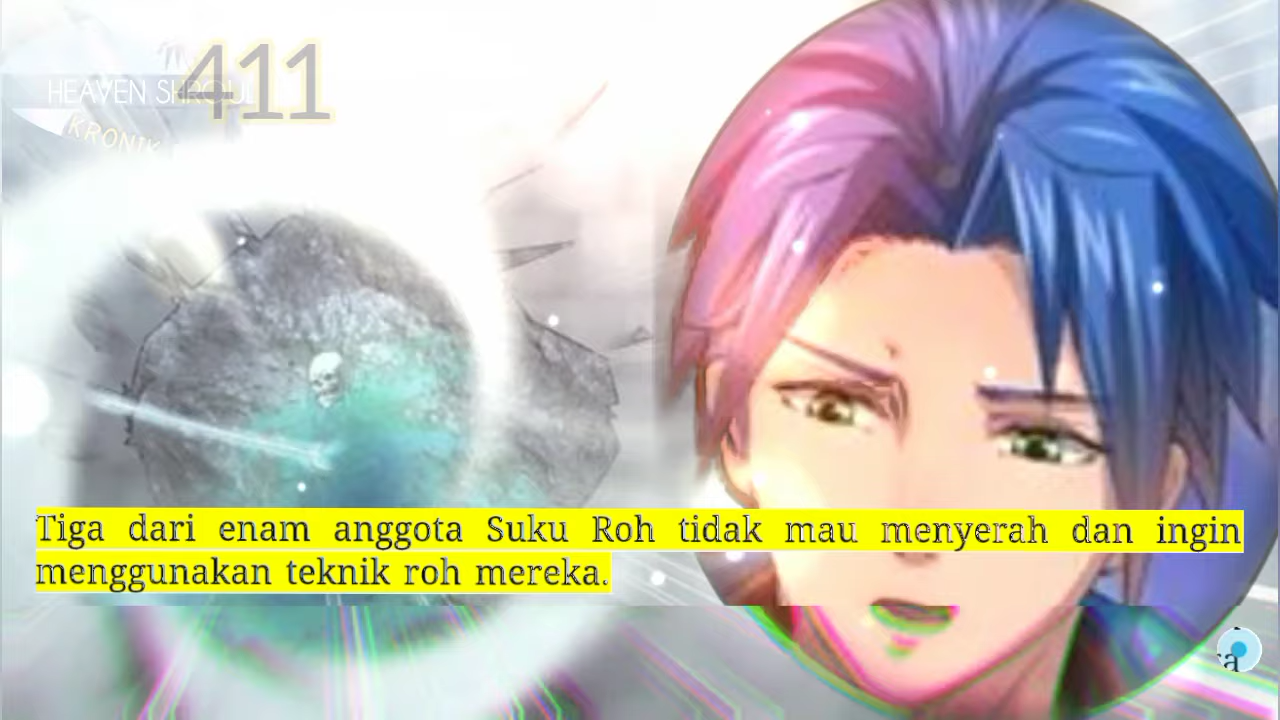 411
HEAVEN SHROUD
KRONIK
Tiga dari enam anggota Suku Roh tidak mau menyerah dan ingin
menggunakan teknik roh mereka.